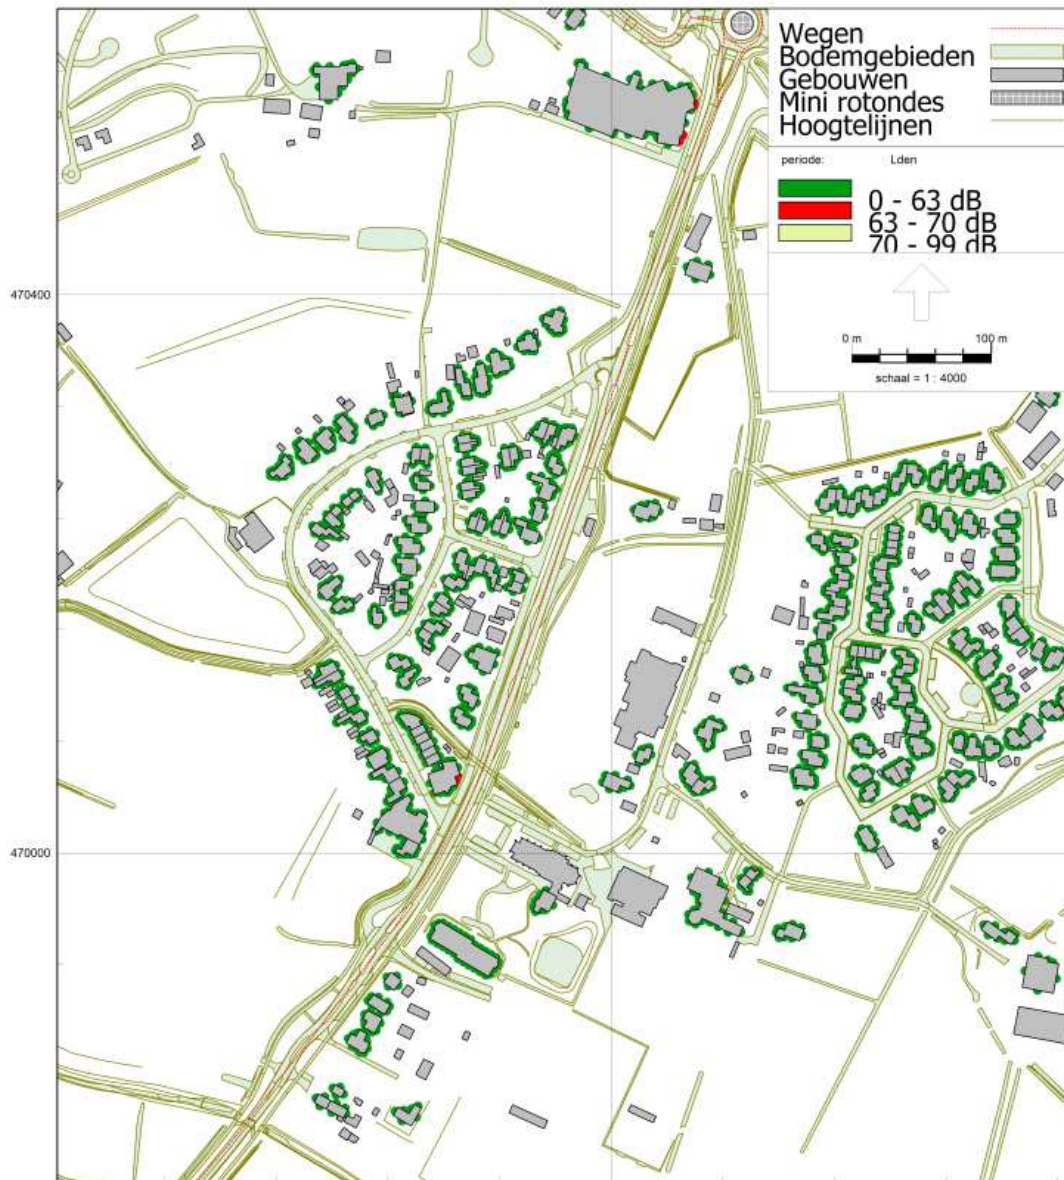 Wegen
Bodemgebieden
Gebouwen
Mini rotondes
Hoogtelijnen
periode: Lden
0 - 63 dB
63 - 70 dB
70 - 99 dB
0 m 100 m
schaal = 1 : 4000
470400
470000